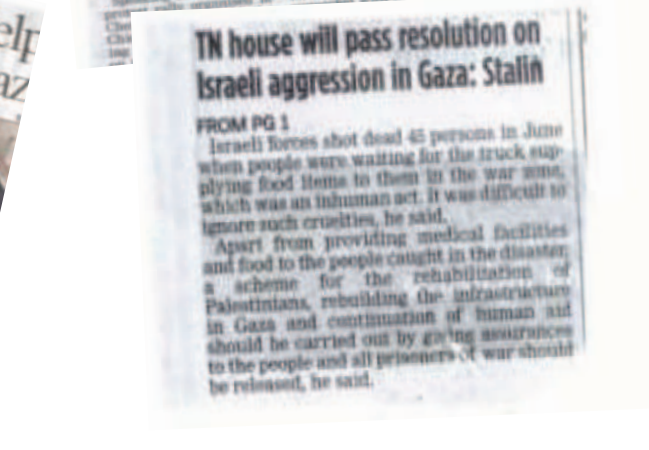 elp
az
TN house will pass resolution on
Israeli aggression in Gaza: Stalin
FROM PG 1
Israeli forces shot dead 45 persons in June
when people were waiting for the truck sup-
plying food items to them in the war zone,
which was an inhuman act. It was difficult to
ignore such cruelties, he said.
Apart from providing medical facilities
and food to the people caught in the disaster,
a scheme for the rehabilitation of
Palestinians, rebuilding the infrastructure
in Gaza and continuation of human aid
should be carried out by giving assurances
to the people and all prisoners of war should
be released, he said.